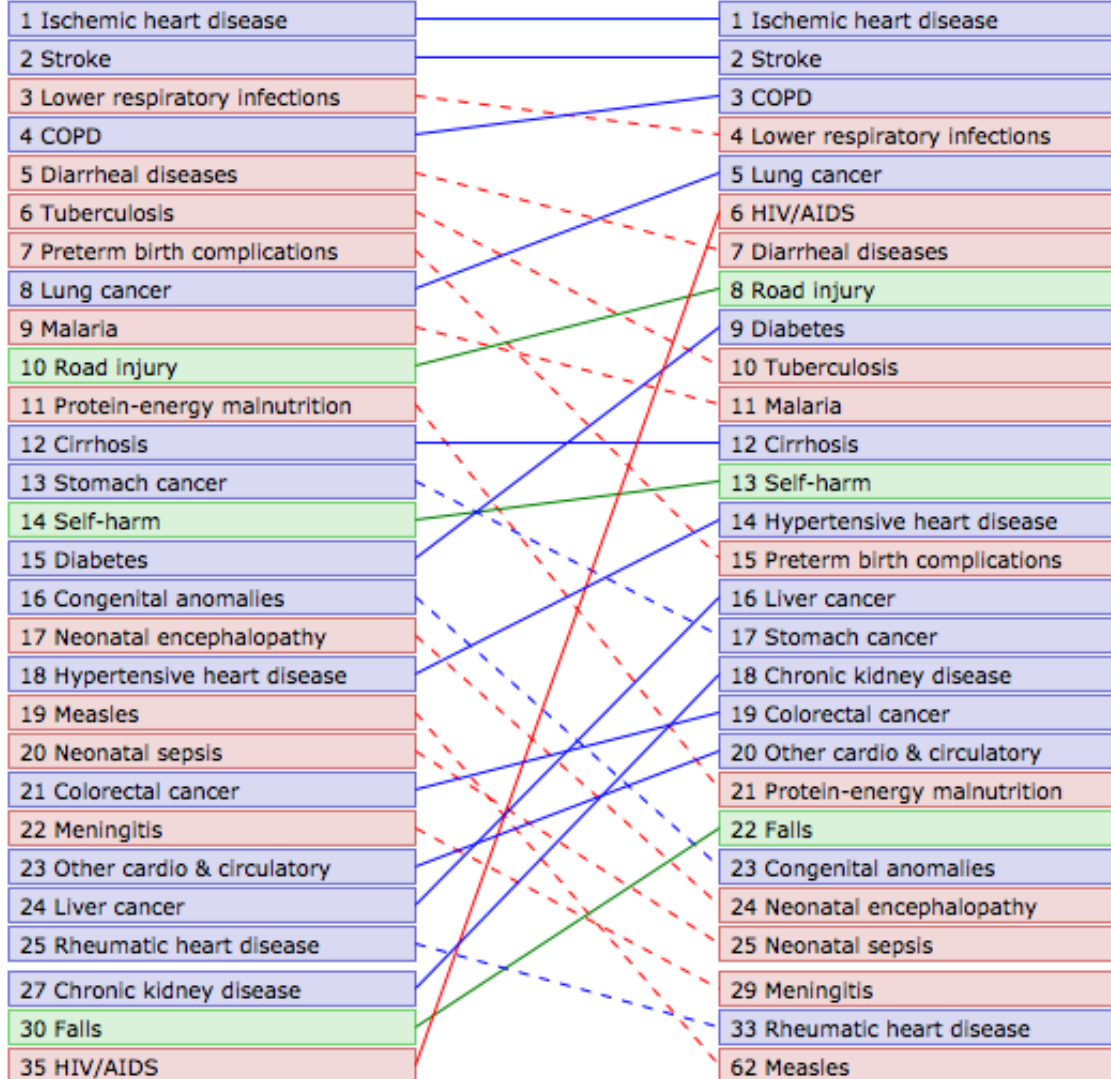 1 Ischemic heart disease
2 Stroke
3 Lower respiratory infections
4 COPD
5 Diarrheal diseases
6 Tuberculosis
7 Preterm birth complications
8 Lung cancer
9 Malaria
10 Road injury
11 Protein-energy malnutrition
12 Cirrhosis
13 Stomach cancer
14 Self-harm
15 Diabetes
16 Congenital anomalies
17 Neonatal encephalopathy
18 Hypertensive heart disease
19 Measles
20 Neonatal sepsis
21 Colorectal cancer
22 Meningitis
23 Other cardio & circulatory
24 Liver cancer
25 Rheumatic heart disease
27 Chronic kidney disease
30 Falls
35 HIV/AIDS
1 Ischemic heart disease
2 Stroke
3 COPD
4 Lower respiratory infections
5 Lung cancer
6 HIV/AIDS
7 Diarrheal diseases
8 Road injury
9 Diabetes
10 Tuberculosis
11 Malaria
12 Cirrhosis
13 Self-harm
14 Hypertensive heart disease
15 Preterm birth complications
16 Liver cancer
17 Stomach cancer
18 Chronic kidney disease
19 Colorectal cancer
20 Other cardio & circulatory
21 Protein-energy malnutrition
22 Falls
23 Congenital anomalies
24 Neonatal encephalopathy
25 Neonatal sepsis
29 Meningitis
33 Rheumatic heart disease
62 Measles